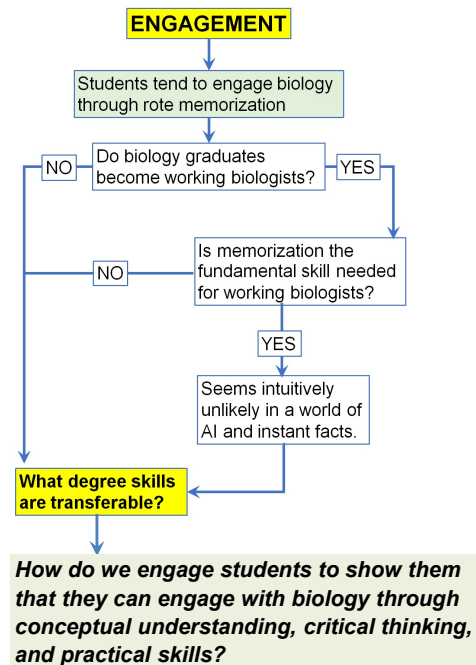 ENGAGEMENT
Students tend to engage biology
through rote memorization
Do biology graduates
become working biologists?
NO
YES
Is memorization the
fundamental skill needed
for working biologists?
NO
YES
Seems intuitively
unlikely in a world of
AI and instant facts.
What degree skills
are transferable?
How do we engage students to show them
that they can engage with biology through
conceptual understanding, critical thinking,
and practical skills?